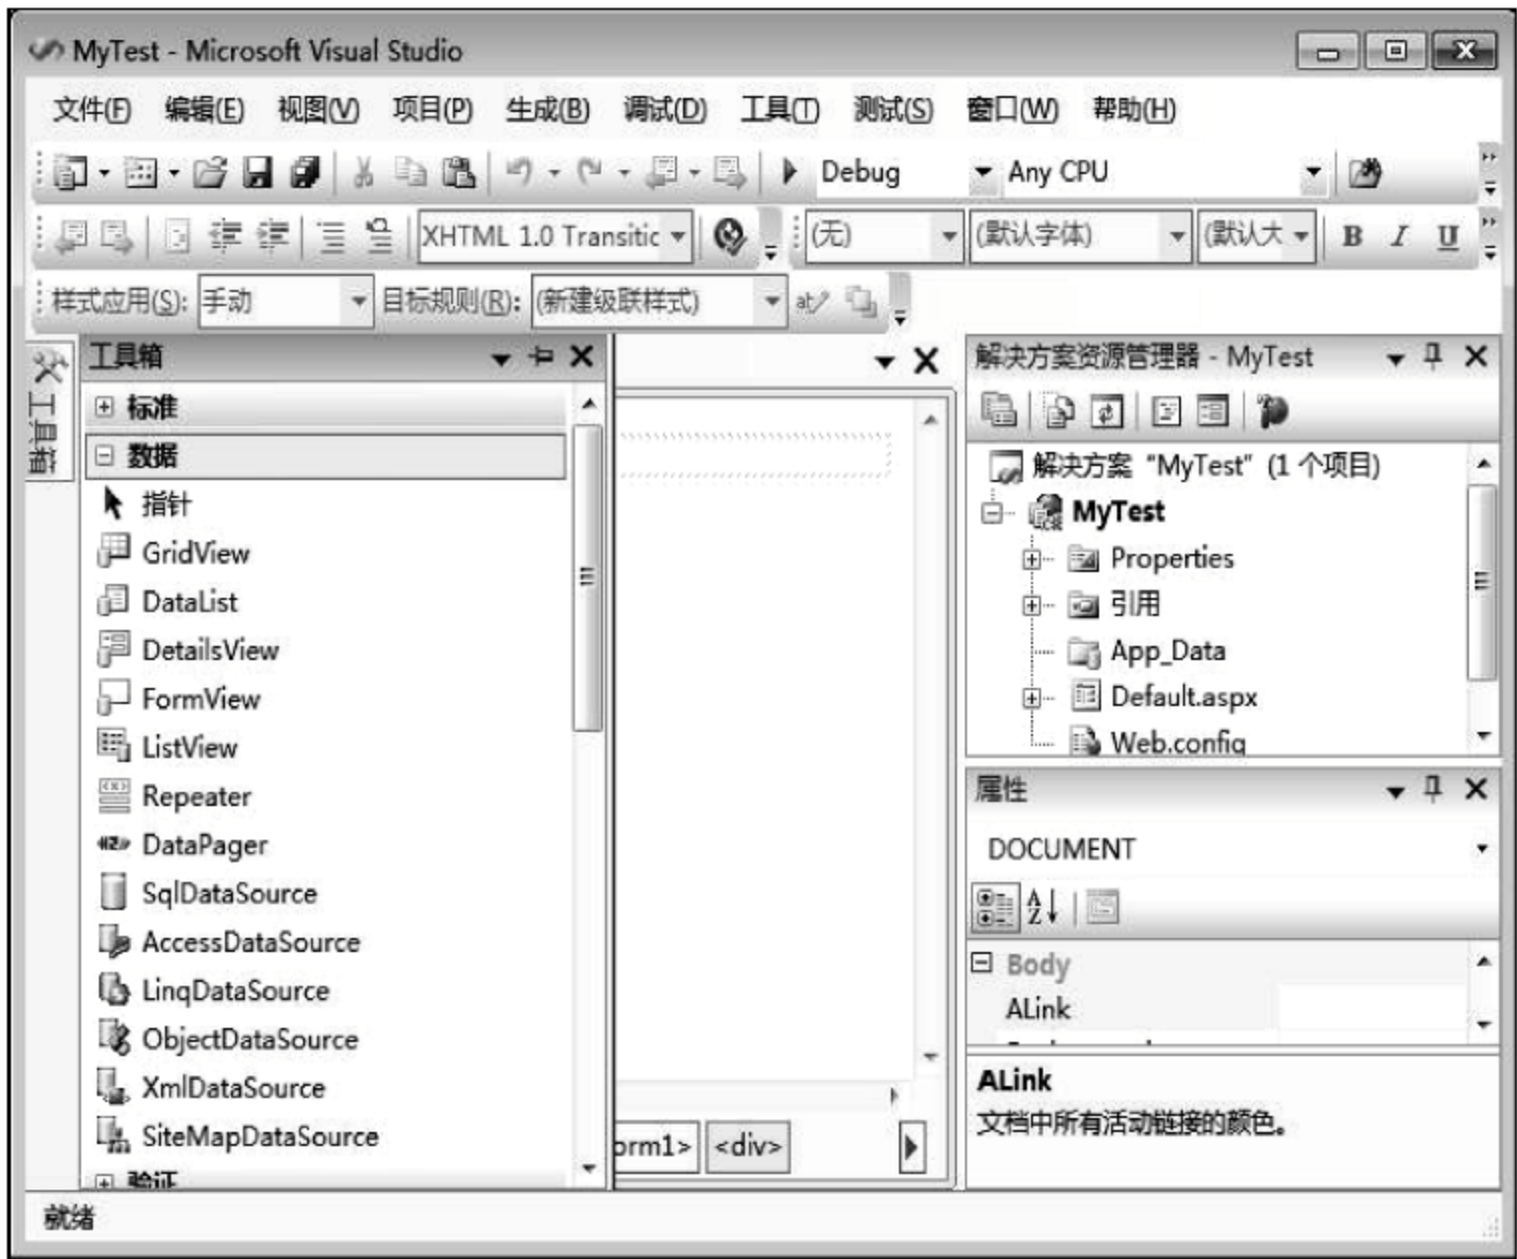 MyTest - Microsoft Visual Studio
文件(F) 编辑(E) 视图(V) 项目(P) 生成(B) 调试(D) 工具(T) 测试(S) 窗口(W) 帮助(H)
Debug Any CPU
XHTML 1.0 Transitic (无) (默认字体) (默认大 B I U
样式应用(S): 手动 目标规则(R): (新建级联样式)
工具箱
工具箱
标准
数据
指针
GridView
DataList
DetailsView
FormView
ListView
Repeater
DataPager
SqlDataSource
AccessDataSource
LinqDataSource
ObjectDataSource
XmlDataSource
SiteMapDataSource
验证
orm1> <div>
解决方案资源管理器 - MyTest
解决方案 "MyTest" (1 个项目)
MyTest
Properties
引用
App_Data
Default.aspx
Web.config
属性
DOCUMENT
Body
ALink
ALink
文档中所有活动链接的颜色。
就绪